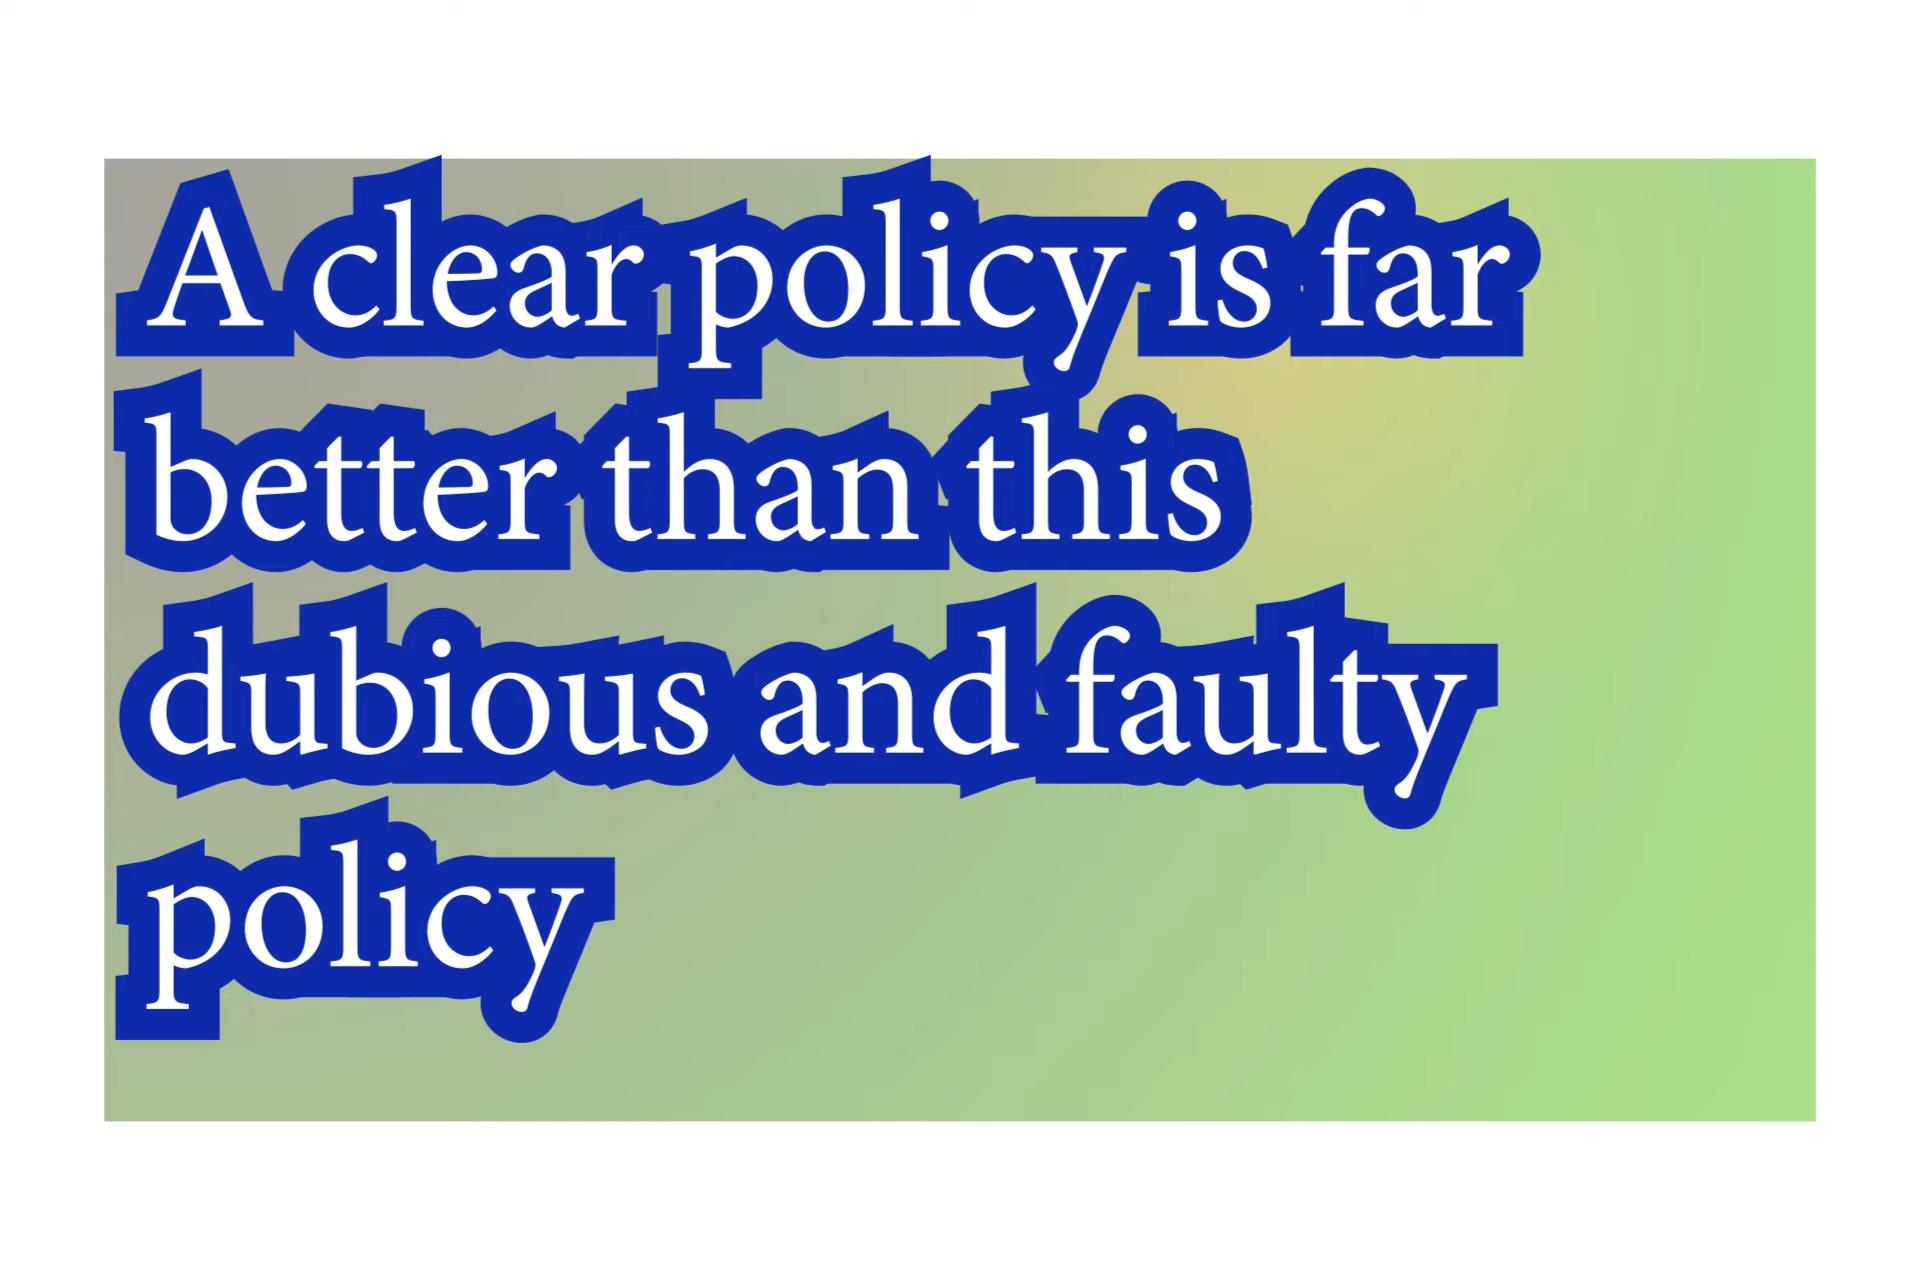 A clear policy is far
better than this
dubious and faulty
policy